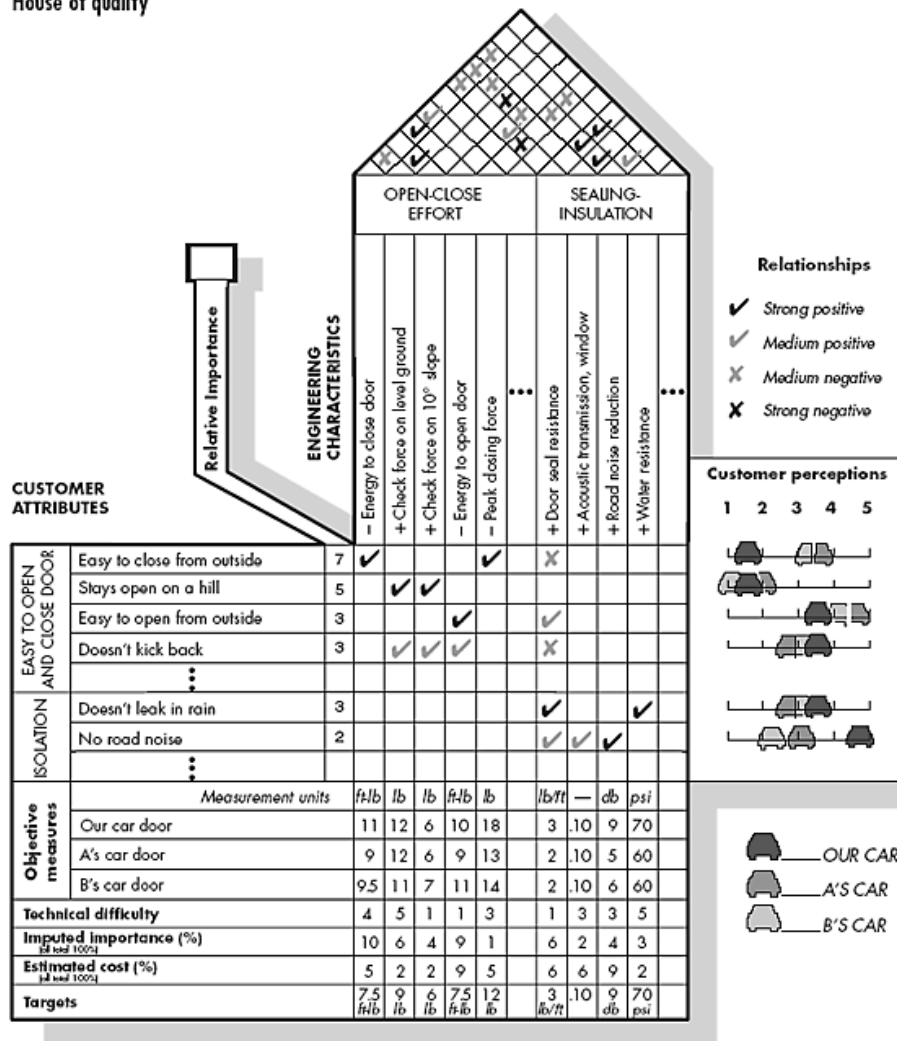 House of quality
OPEN-CLOSE
EFFORT
SEALING-
INSULATION
Relative Importance
ENGINEERING
CHARACTERISTICS
– Energy to close door
+ Check force on level ground
+ Check force on 10° slope
– Energy to open door
– Peak closing force
...
+ Door seal resistance
+ Acoustic transmission, window
+ Road noise reduction
+ Water resistance
...
Relationships
✔ Strong positive
✔ Medium positive
✘ Medium negative
✘ Strong negative
CUSTOMER
ATTRIBUTES
Customer perceptions
1 2 3 4 5
EASY TO OPEN
AND CLOSE DOOR
Easy to close from outside 7 ✔ ✔ ✘
Stays open on a hill 5 ✔ ✔
Easy to open from outside 3 ✔ ✔
Doesn't kick back 3 ✔ ✔ ✔ ✘
⋮
ISOLATION
Doesn't leak in rain 3 ✔ ✔
No road noise 2 ✔ ✔ ✔
⋮
Objective
measures
Measurement units ft-lb lb lb ft-lb lb lb/ft — db psi
Our car door 11 12 6 10 18 3 .10 9 70
A's car door 9 12 6 9 13 2 .10 5 60
B's car door 9.5 11 7 11 14 2 .10 6 60
Technical difficulty 4 5 1 1 3 1 3 3 5
Imputed importance (%) 10 6 4 9 1 6 2 4 3
(all total 100%)
Estimated cost (%) 5 2 2 9 5 6 6 9 2
(all total 100%)
Targets 7.5 9 6 7.5 12 3 .10 9 70
ft-lb lb lb ft-lb lb lb/ft db psi
OUR CAR
A'S CAR
B'S CAR